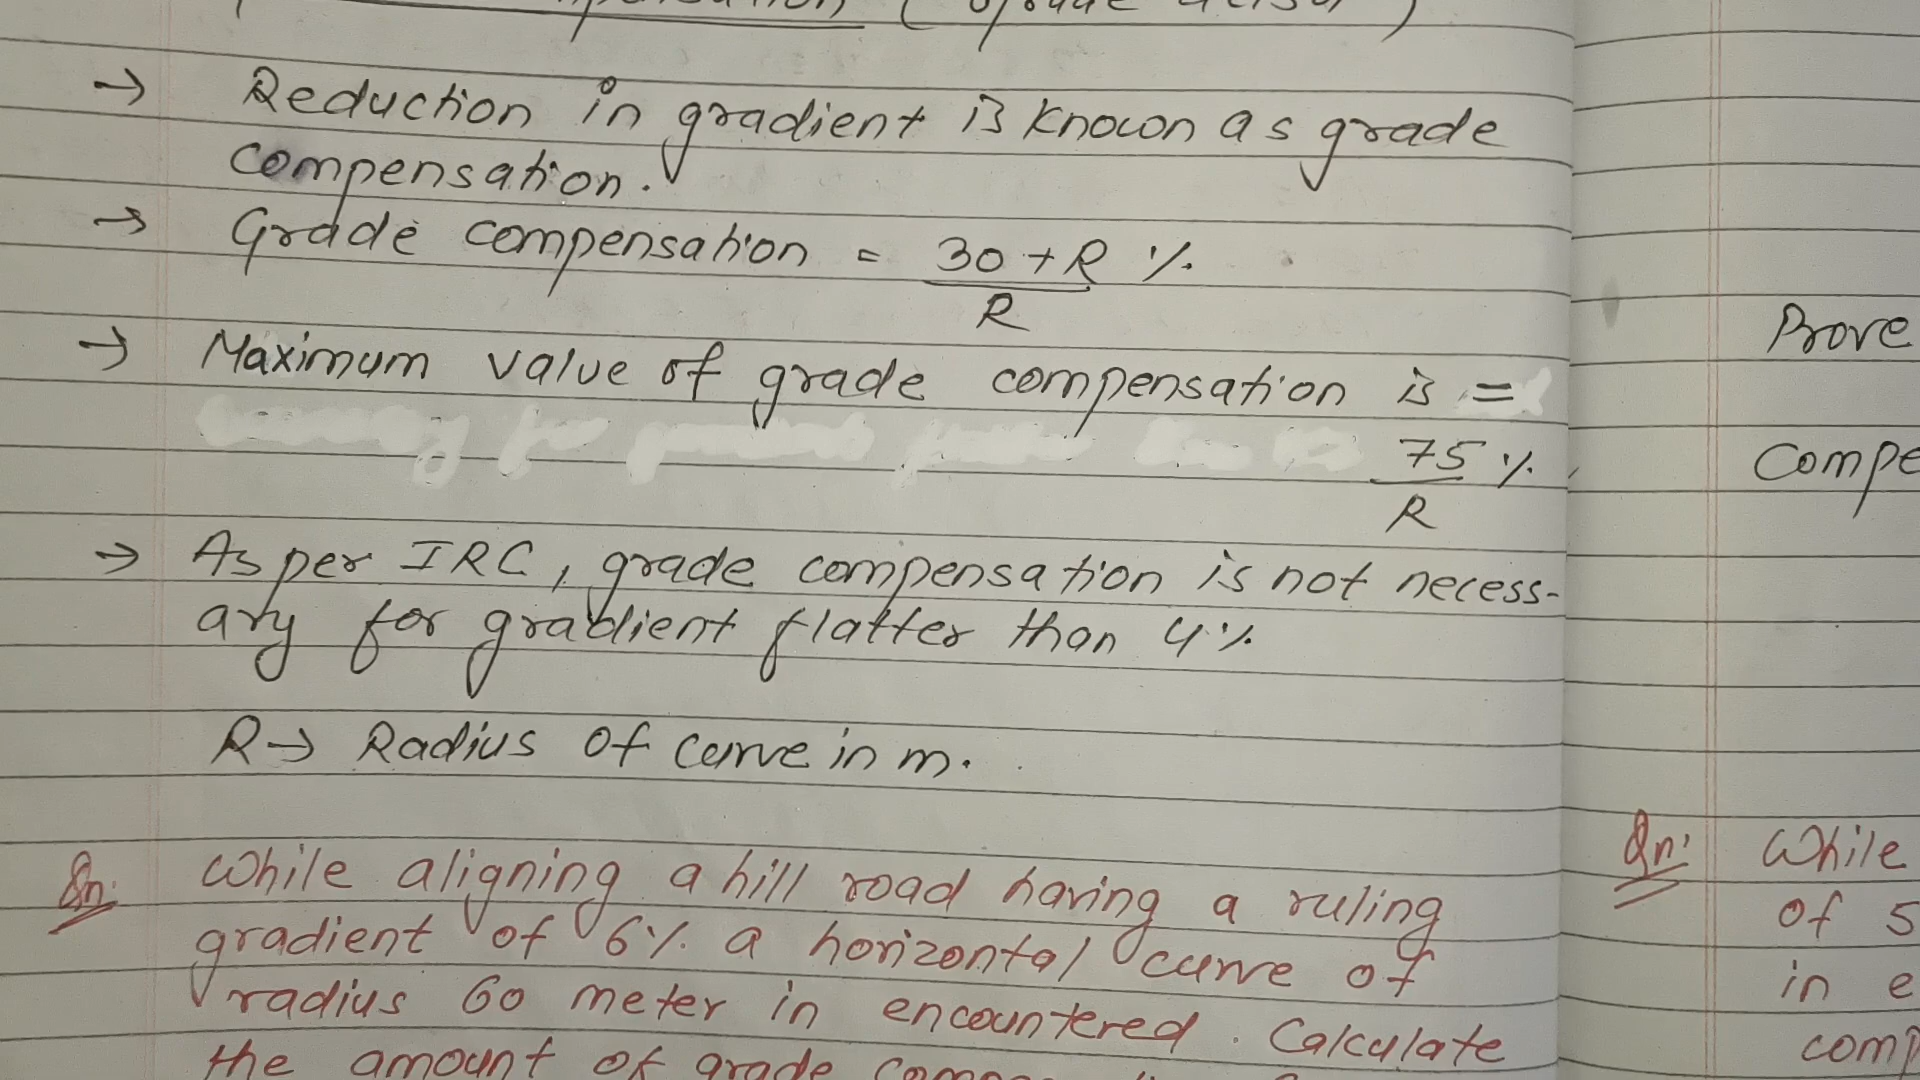 → Reduction in gradient is known as grade
compensation.
→ Grade compensation = 30 + R %
R
→ Maximum value of grade compensation is =
75 %
R
→ As per IRC, grade compensation is not necess-
ary for gradient flatter than 4%
R → Radius of curve in m.
Qn: While aligning a hill road having a ruling
gradient of 6% a horizontal curve of
radius 60 meter in encountered. Calculate
the amount of grade
Prove
Compe
Qn: While
of 5
in e
comp